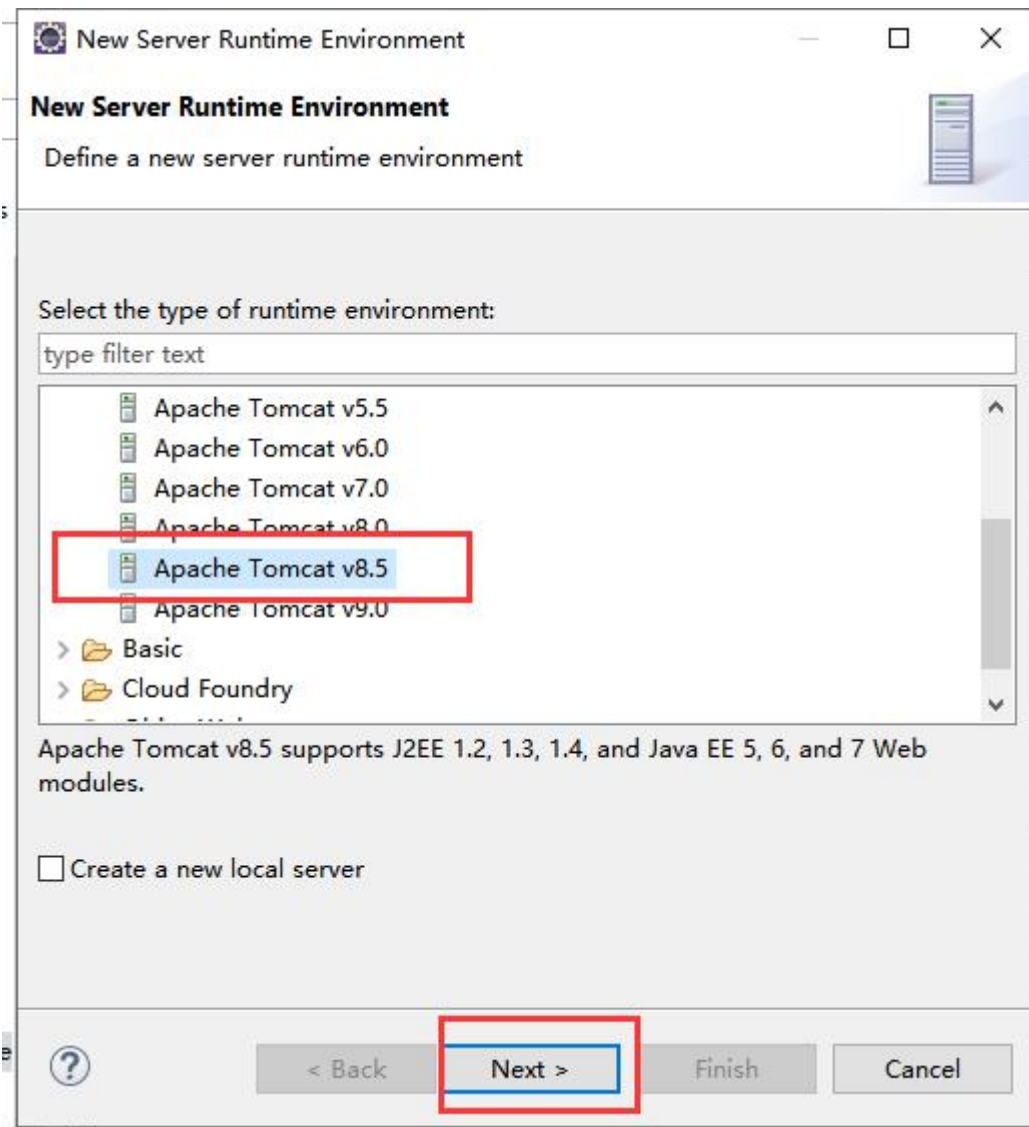 New Server Runtime Environment
New Server Runtime Environment
Define a new server runtime environment
s
Select the type of runtime environment:
type filter text
Apache Tomcat v5.5
Apache Tomcat v6.0
Apache Tomcat v7.0
Apache Tomcat v8.0
Apache Tomcat v8.5
Apache Tomcat v9.0
Basic
Cloud Foundry
Apache Tomcat v8.5 supports J2EE 1.2, 1.3, 1.4, and Java EE 5, 6, and 7 Web
modules.
Create a new local server
e
? < Back Next > Finish Cancel